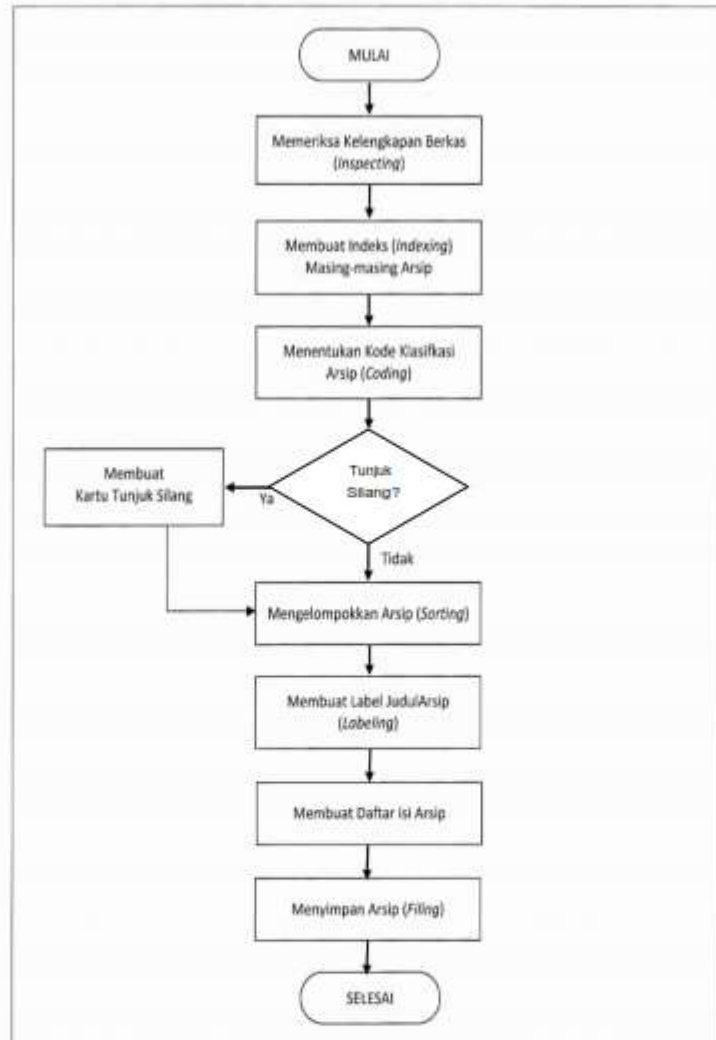 MULAI
Memeriksa Kelengkapan Berkas
(Inspecting)
Membuat Indeks (Indexing)
Masing-masing Arsip
Menentukan Kode Klasifkasi
Arsip (Coding)
Tunjuk
Silang?
Ya
Membuat
Kartu Tunjuk Silang
Tidak
Mengelompokkan Arsip (Sorting)
Membuat Label JudulArsip
(Labeling)
Membuat Daftar Isi Arsip
Menyimpan Arsip (Filing)
SELESAI